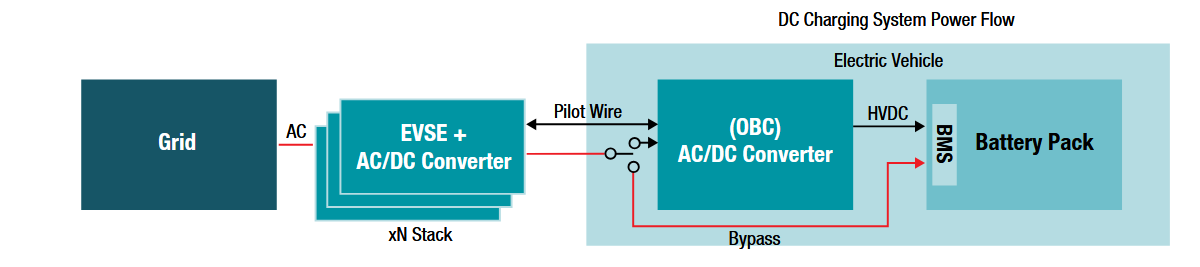 DC Charging System Power Flow
Electric Vehicle
Grid
AC
EVSE +
AC/DC Converter
xN Stack
Pilot Wire
(OBC)
AC/DC Converter
HVDC
BMS
Battery Pack
Bypass